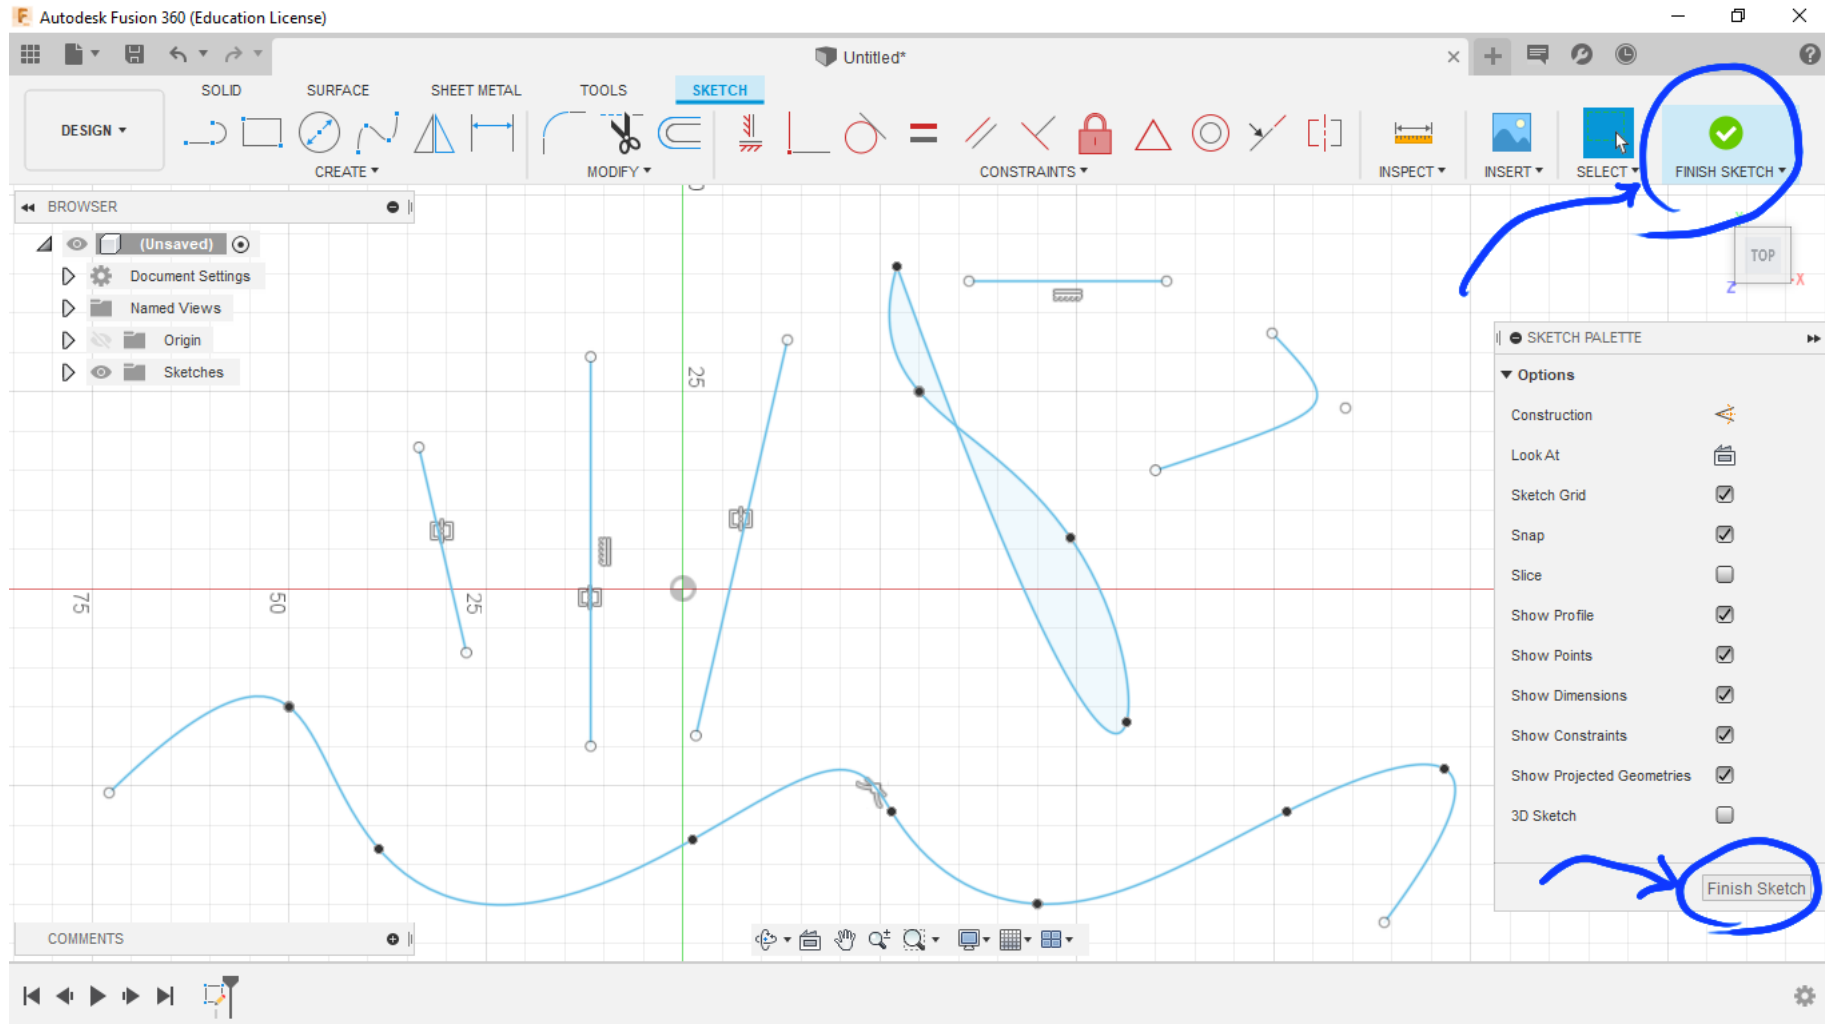 Autodesk Fusion 360 (Education License)
Untitled*
SOLID SURFACE SHEET METAL TOOLS SKETCH
DESIGN
CREATE MODIFY CONSTRAINTS INSPECT INSERT SELECT FINISH SKETCH
BROWSER
(Unsaved)
Document Settings
Named Views
Origin
Sketches
25
75
50
25
TOP
X
Z
SKETCH PALETTE
Options
Construction
Look At
Sketch Grid
Snap
Slice
Show Profile
Show Points
Show Dimensions
Show Constraints
Show Projected Geometries
3D Sketch
Finish Sketch
COMMENTS